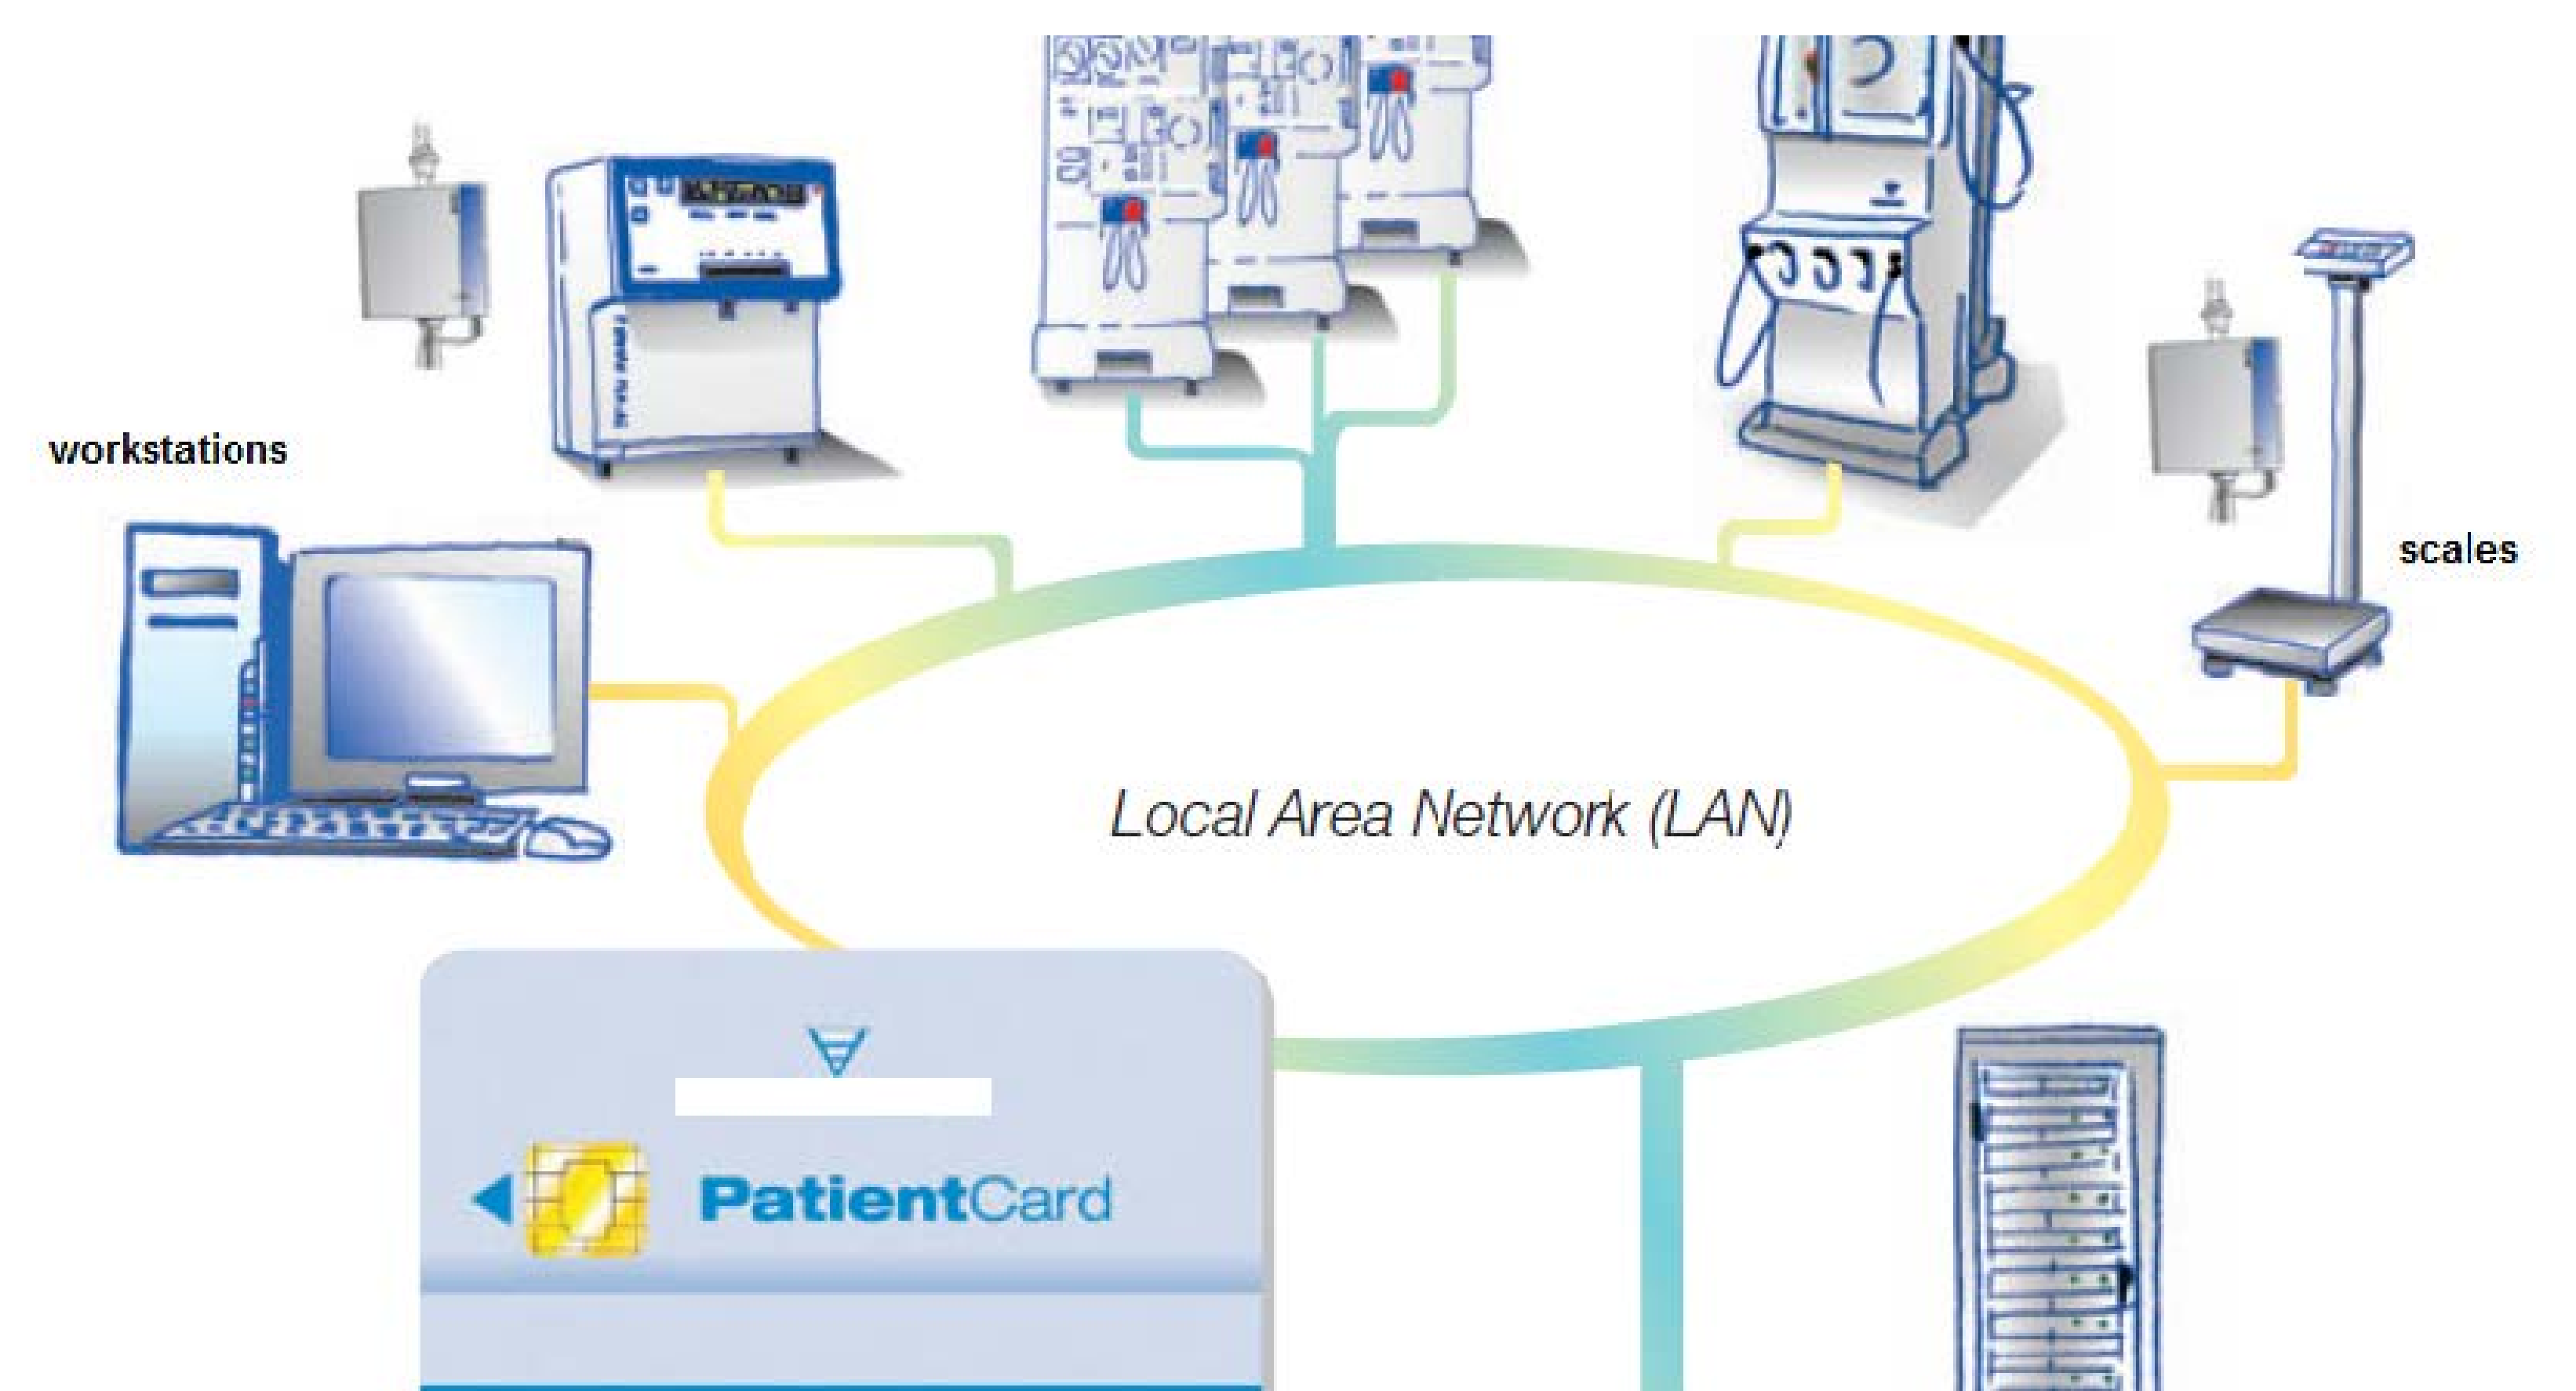 workstations
scales
Local Area Network (LAN)
PatientCard